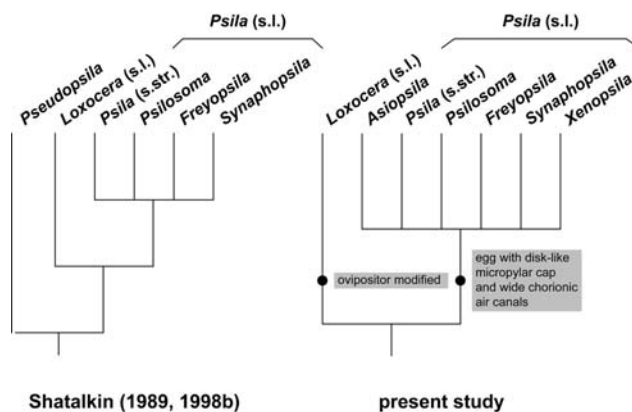 Psila (s.l.)
Psila (s.l.)
Pseudopsila
Loxocera (s.l.)
Psila (s.str.)
Psilosoma
Freyopsila
Synaphopsila
Loxocera (s.l.)
Asiopsila
Psila (s.str.)
Psilosoma
Freyopsila
Synaphopsila
Xenopsila
ovipositor modified
egg with disk-like
micropylar cap
and wide chorionic
air canals
Shatalkin (1989, 1998b)
present study